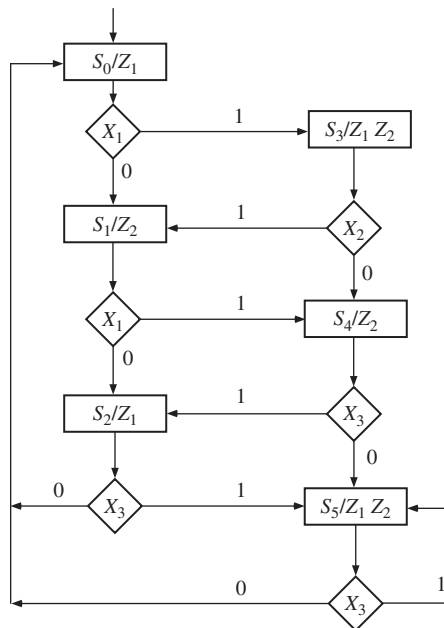 S₀/Z₁
X₁ 1 S₃/Z₁ Z₂
0
S₁/Z₂ 1 X₂
0
X₁ 1 S₄/Z₂
0
S₂/Z₁ 1 X₃
0
0 X₃ 1 S₅/Z₁ Z₂
0 X₃ 1